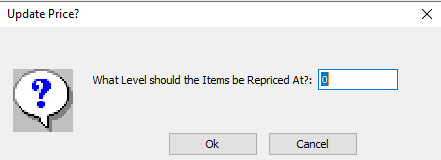 Update Price?
What Level should the Items be Repriced At?: 0
Ok Cancel